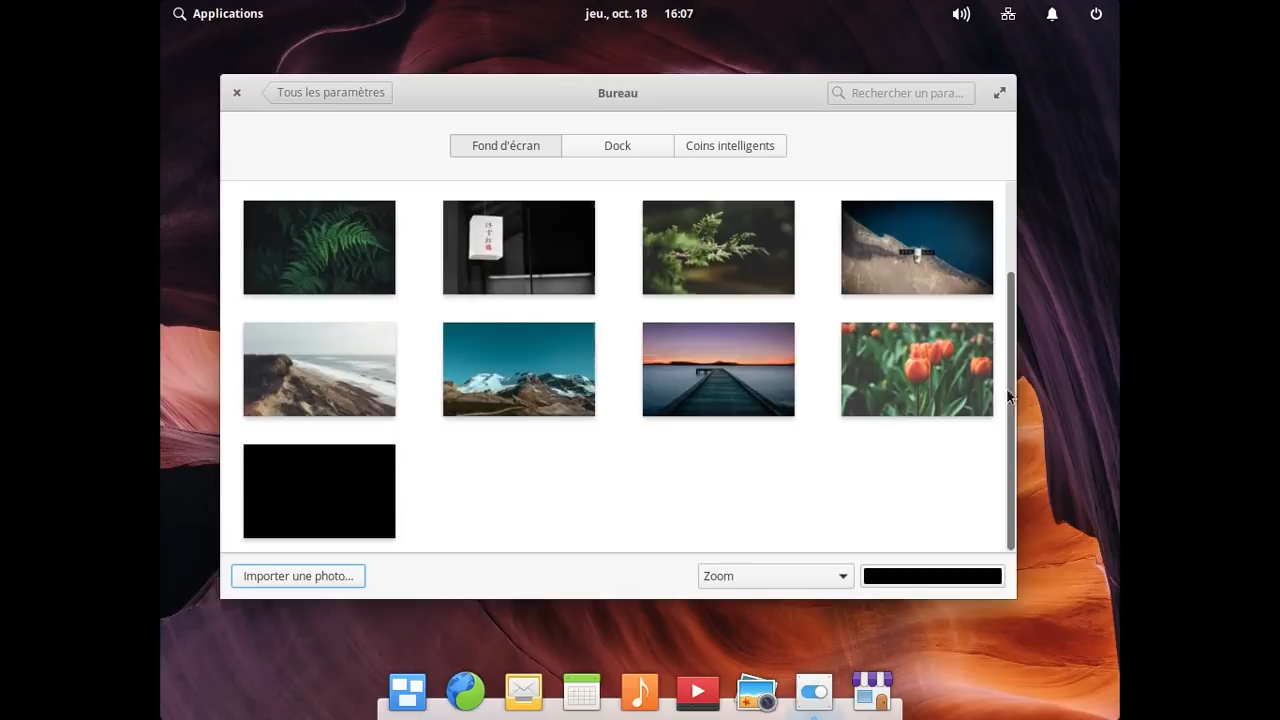 Applications
jeu., oct. 18 16:07
Tous les paramètres
Bureau
Rechercher un para...
Fond d'écran
Dock
Coins intelligents
Importer une photo...
Zoom